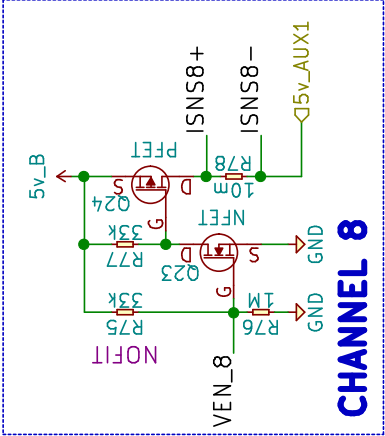 ISNS8+
ISNS8-
5v_AUX1
PFET
R78
10m
5v_B
S
D
Q24
G
NFET
33k
R77
D
S
Q23
GND
G
33k
R75
1M
R76
GND
NOFIT
VEN_8
CHANNEL 8